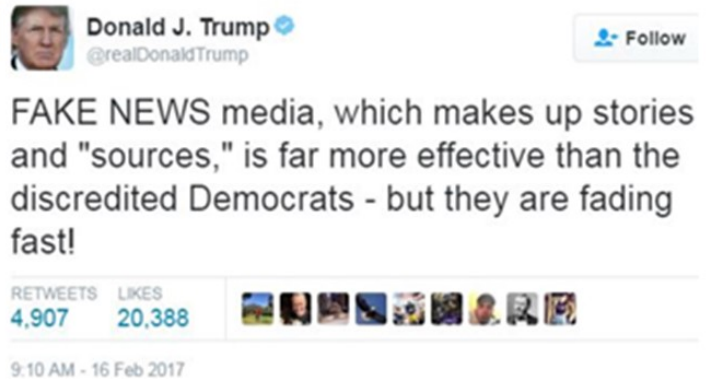 Donald J. Trump
@realDonaldTrump
Follow
FAKE NEWS media, which makes up stories
and "sources," is far more effective than the
discredited Democrats - but they are fading
fast!
RETWEETS LIKES
4,907 20,388
9:10 AM - 16 Feb 2017